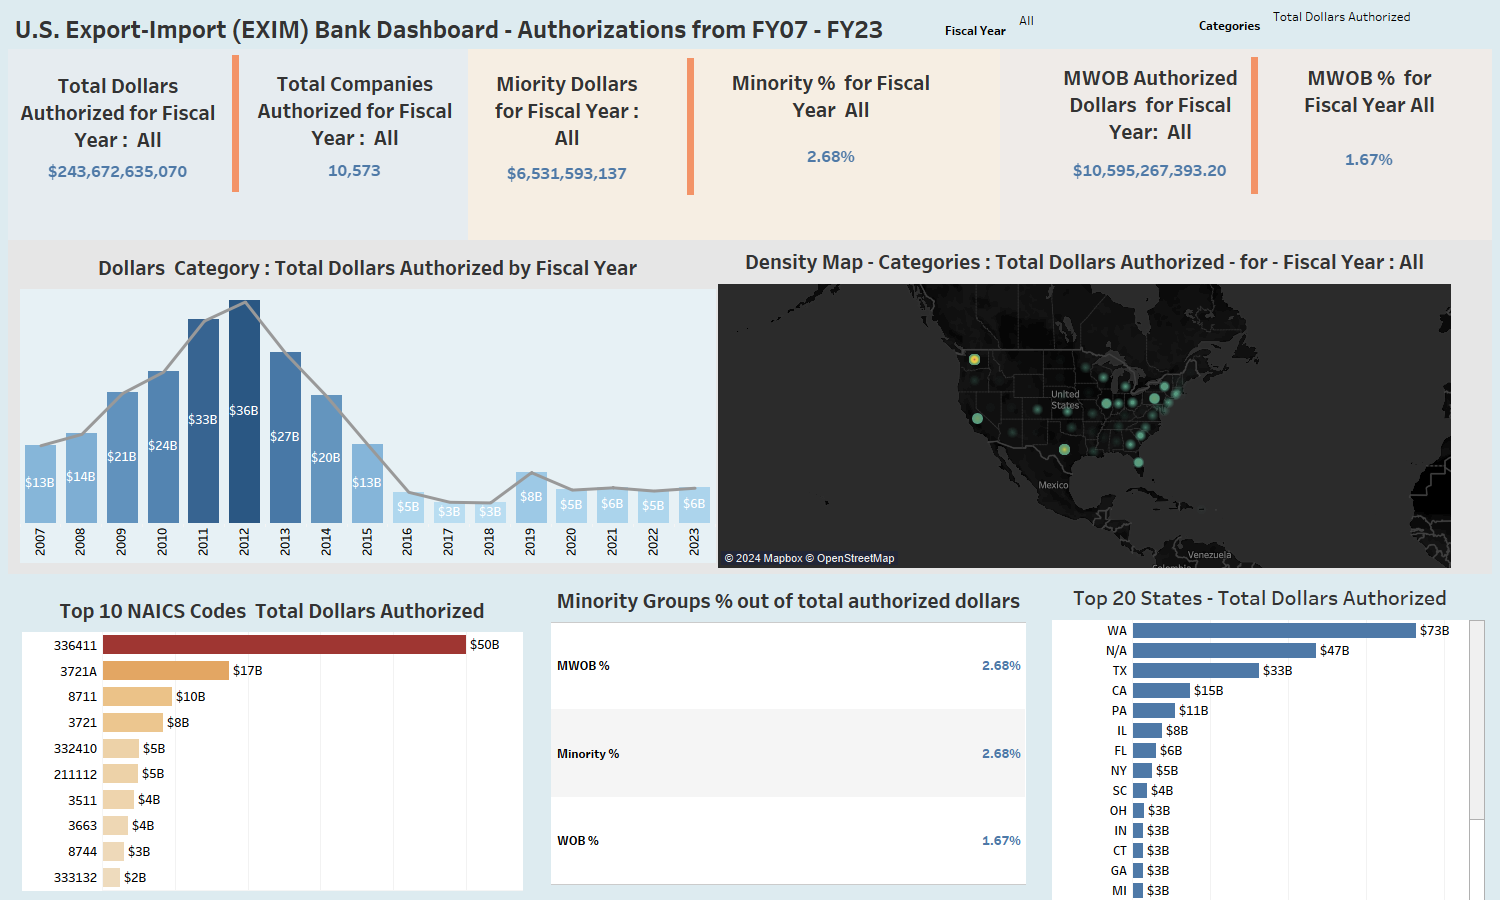 U.S. Export-Import (EXIM) Bank Dashboard - Authorizations from FY07 - FY23
Fiscal Year
All
Categories
Total Dollars Authorized
Total Dollars
Authorized for Fiscal
Year : All
$243,672,635,070
Total Companies
Authorized for Fiscal
Year : All
10,573
Miority Dollars
for Fiscal Year :
All
$6,531,593,137
Minority % for Fiscal
Year All
2.68%
MWOB Authorized
Dollars for Fiscal
Year: All
$10,595,267,393.20
MWOB % for
Fiscal Year All
1.67%
Dollars Category : Total Dollars Authorized by Fiscal Year
$13B
$14B
$21B
$24B
$33B
$36B
$27B
$20B
$13B
$5B
$3B
$3B
$8B
$5B
$6B
$5B
$6B
2007
2008
2009
2010
2011
2012
2013
2014
2015
2016
2017
2018
2019
2020
2021
2022
2023
Density Map - Categories : Total Dollars Authorized - for - Fiscal Year : All
United
States
Mexico
Venezuela
© 2024 Mapbox © OpenStreetMap
Top 10 NAICS Codes Total Dollars Authorized
336411 $50B
3721A $17B
8711 $10B
3721 $8B
332410 $5B
211112 $5B
3511 $4B
3663 $4B
8744 $3B
333132 $2B
Minority Groups % out of total authorized dollars
MWOB % 2.68%
Minority % 2.68%
WOB % 1.67%
Top 20 States - Total Dollars Authorized
WA $73B
N/A $47B
TX $33B
CA $15B
PA $11B
IL $8B
FL $6B
NY $5B
SC $4B
OH $3B
IN $3B
CT $3B
GA $3B
MI $3B